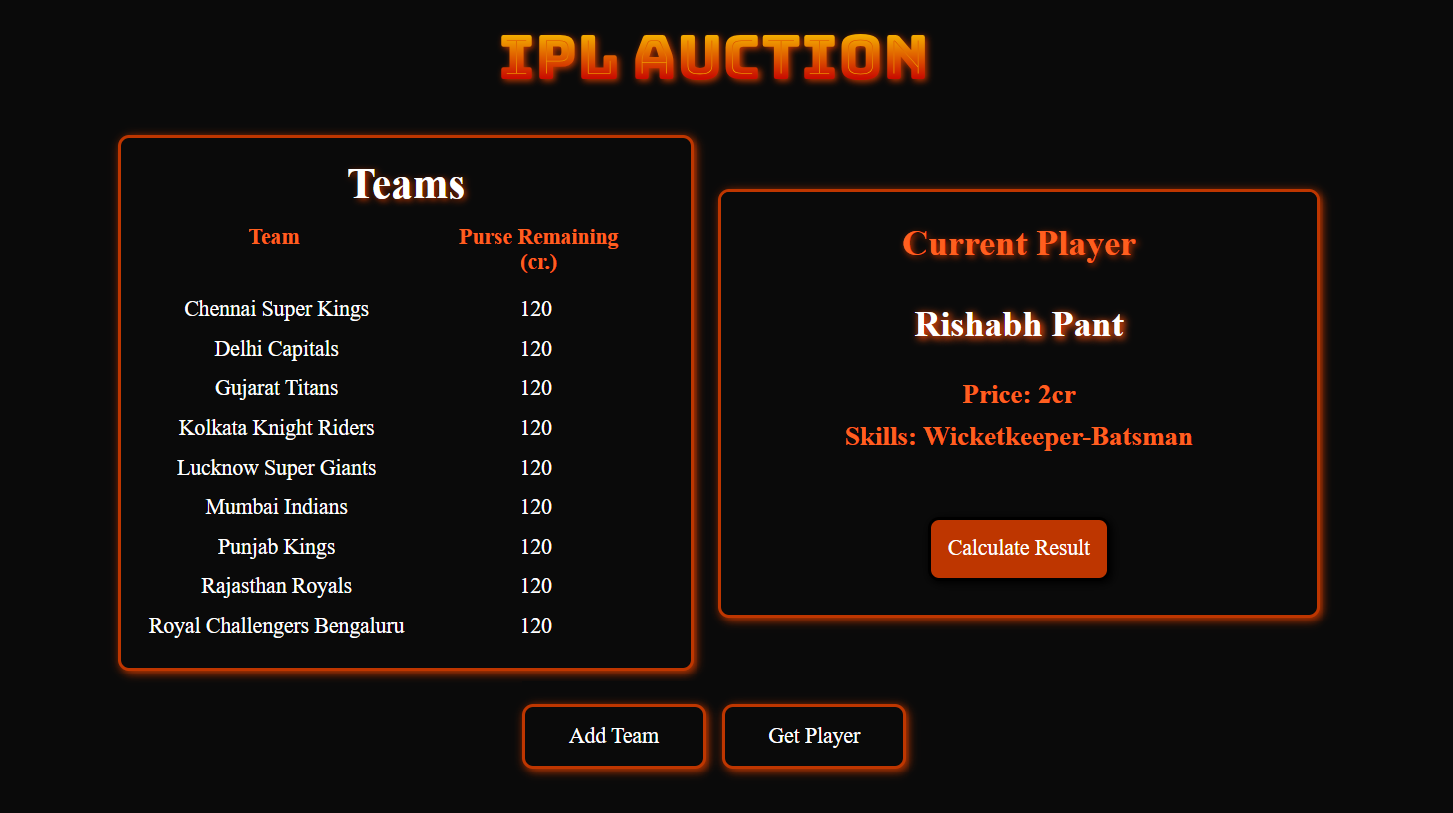 IPL AUCTION
Teams
Team Purse Remaining
(cr.)
Chennai Super Kings 120
Delhi Capitals 120
Gujarat Titans 120
Kolkata Knight Riders 120
Lucknow Super Giants 120
Mumbai Indians 120
Punjab Kings 120
Rajasthan Royals 120
Royal Challengers Bengaluru 120
Current Player
Rishabh Pant
Price: 2cr
Skills: Wicketkeeper-Batsman
Calculate Result
Add Team Get Player